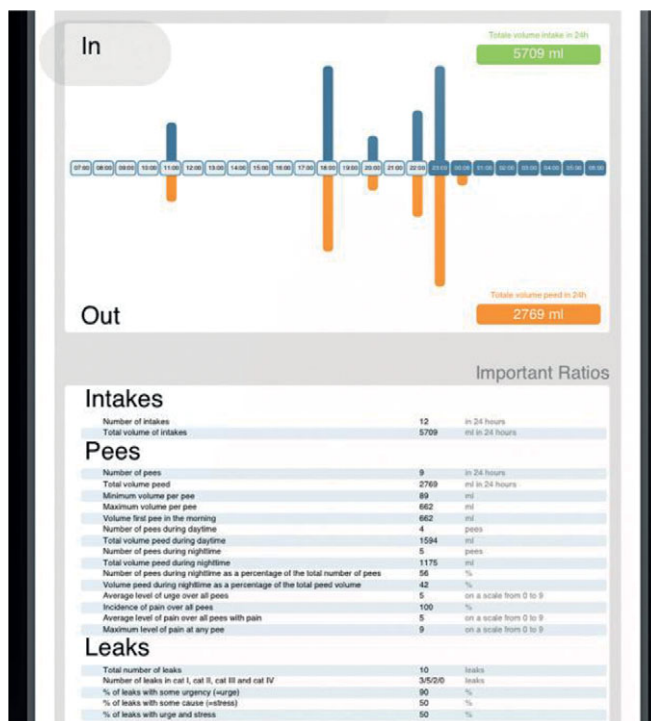 In
Totale volume intake in 24h
5709 ml
07:00 08:00 09:00 10:00 11:00 12:00 13:00 14:00 15:00 16:00 17:00 18:00 19:00 20:00 21:00 22:00 23:00 00:00 01:00 02:00 03:00 04:00 05:00 06:00
Out
Totale volume peed in 24h
2769 ml
Important Ratios
Intakes
Number of intakes 12 in 24 hours
Total volume of intakes 5709 ml in 24 hours
Pees
Number of pees 9 in 24 hours
Total volume peed 2769 ml in 24 hours
Minimum volume per pee 89 ml
Maximum volume per pee 662 ml
Volume first pee in the morning 662 ml
Number of pees during daytime 4 pees
Total volume peed during daytime 1594 ml
Number of pees during nighttime 5 pees
Total volume peed during nighttime 1175 ml
Number of pees during nighttime as a percentage of the total number of pees 56 %
Volume peed during nighttime as a percentage of the total peed volume 42 %
Average level of urge over all pees 5 on a scale from 0 to 9
Incidence of pain over all pees 100 %
Average level of pain over all pees with pain 5 on a scale from 0 to 9
Maximum level of pain at any pee 9 on a scale from 0 to 9
Leaks
Total number of leaks 10 leaks
Number of leaks in cat I, cat II, cat III and cat IV 3/5/2/0 leaks
% of leaks with some urgency (=urge) 90 %
% of leaks with some cause (=stress) 50 %
% of leaks with urge and stress 50 %